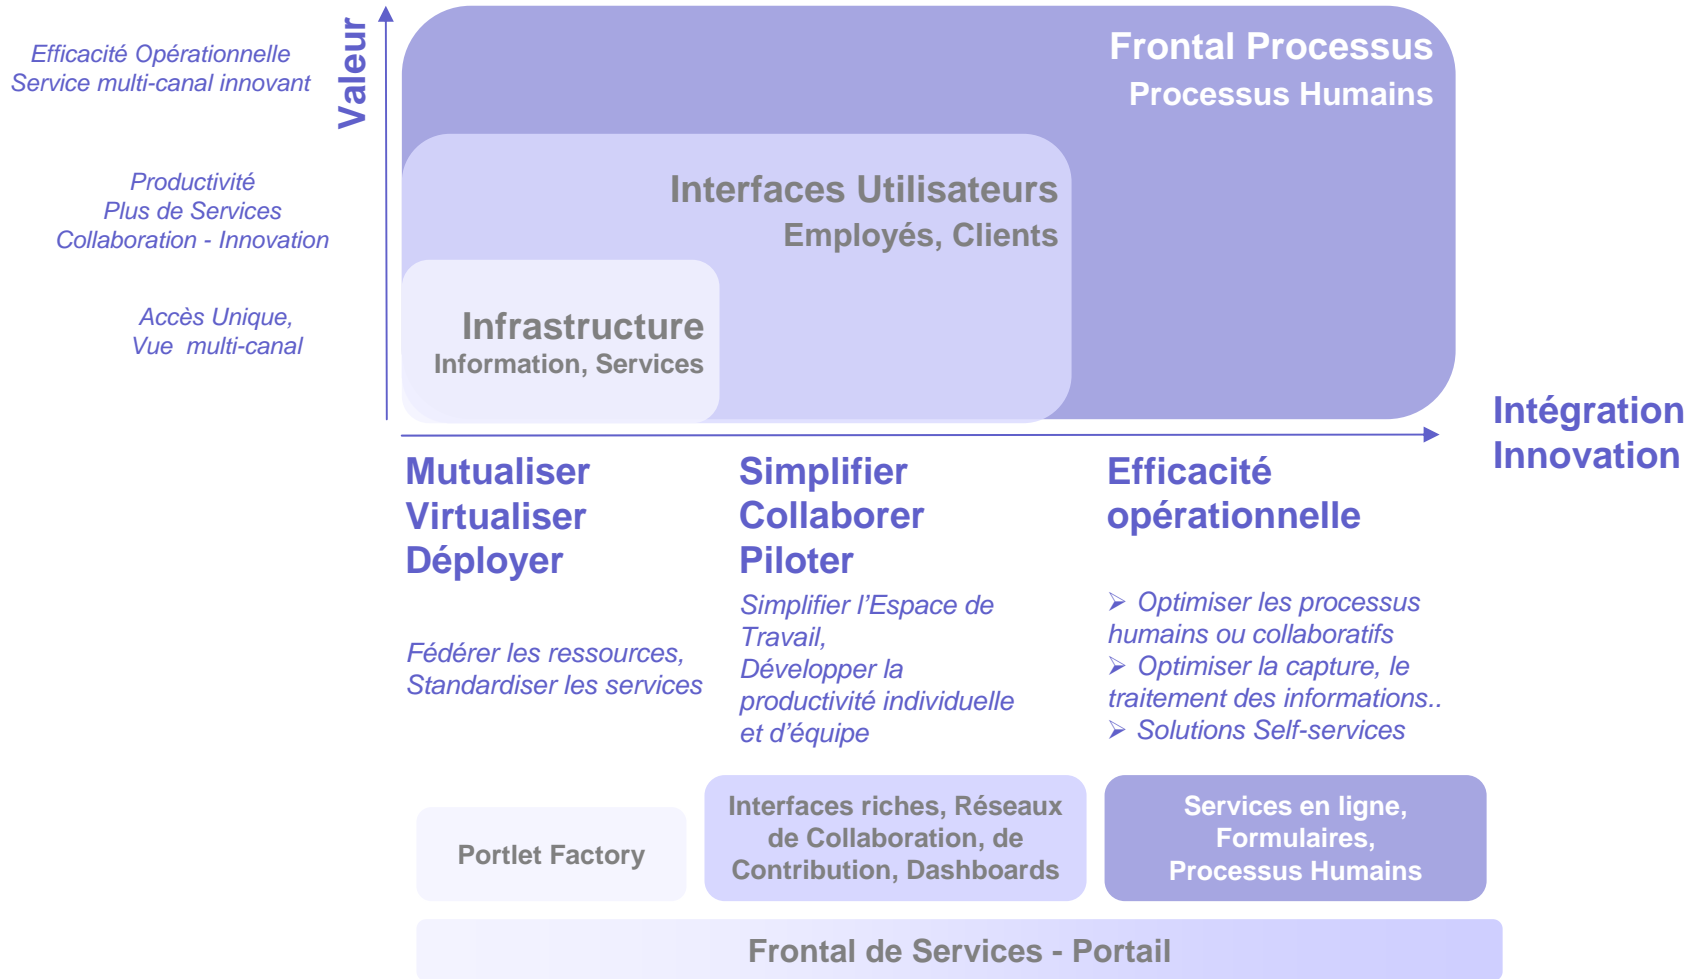 Valeur
Efficacité Opérationnelle
Service multi-canal innovant
Productivité
Plus de Services
Collaboration - Innovation
Accès Unique,
Vue multi-canal
Frontal Processus
Processus Humains
Interfaces Utilisateurs
Employés, Clients
Infrastructure
Information, Services
Intégration
Innovation
Mutualiser
Virtualiser
Déployer
Fédérer les ressources,
Standardiser les services
Simplifier
Collaborer
Piloter
Simplifier l’Espace de
Travail,
Développer la
productivité individuelle
et d’équipe
Efficacité
opérationnelle
➢ Optimiser les processus
humains ou collaboratifs
➢ Optimiser la capture, le
traitement des informations..
➢ Solutions Self-services
Portlet Factory
Interfaces riches, Réseaux
de Collaboration, de
Contribution, Dashboards
Services en ligne,
Formulaires,
Processus Humains
Frontal de Services - Portail